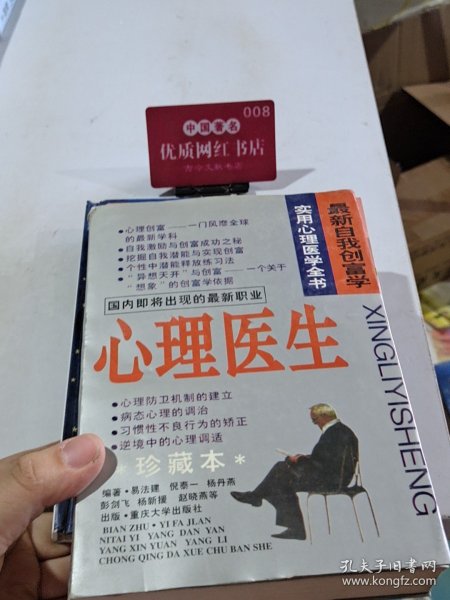 008
中国著名
优质网红书店
古今文献书店
•心理创富——一门风靡全球
的最新学科
•自我激励与创富成功之秘
•挖掘自我潜能与实现创富
•个性中潜能释放练习法
•“异想天开”与创富——一个关于
“想象”的创富学依据
实用心理医学全书
最新自我创富学
国内即将出现的最新职业
心理医生
XINGLIYISHENG
•心理防卫机制的建立
•病态心理的调治
•习惯性不良行为的矫正
•逆境中的心理调适
*珍藏本*
编著·易法建 倪泰一 杨丹燕
彭剑飞 杨新援 赵晓燕等
出版·重庆大学出版社
BIAN ZHU · YI FA JLAN
NITAI YI YANG DAN YAN
YANG XIN YUAN YANG LI
CHONG QING DA XUE CHU BAN SHE
孔夫子旧书网
www.kongfz.com